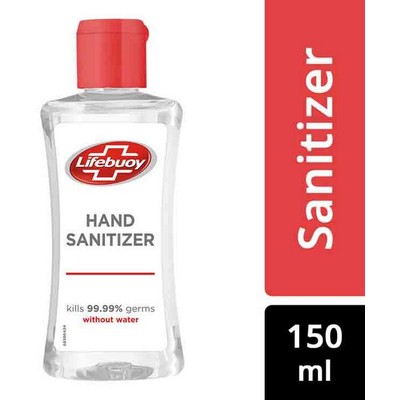 Lifebuoy
HAND
SANITIZER
kills 99.99% germs
without water
Sanitizer
150
ml